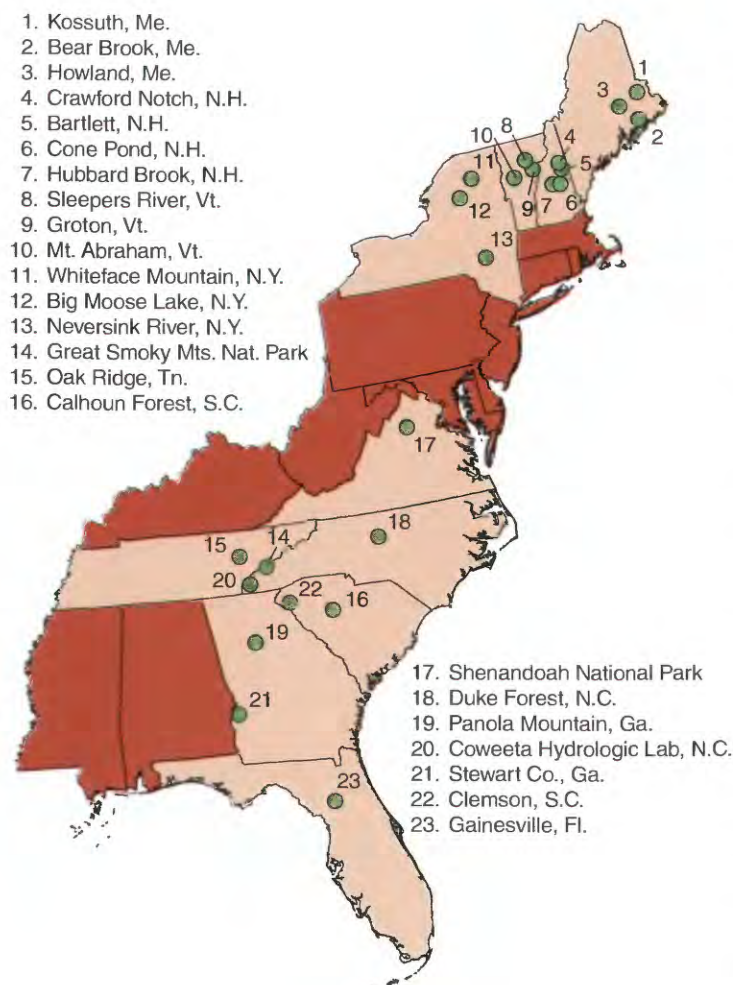 1. Kossuth, Me.
2. Bear Brook, Me.
3. Howland, Me.
4. Crawford Notch, N.H.
5. Bartlett, N.H.
6. Cone Pond, N.H.
7. Hubbard Brook, N.H.
8. Sleepers River, Vt.
9. Groton, Vt.
10. Mt. Abraham, Vt.
11. Whiteface Mountain, N.Y.
12. Big Moose Lake, N.Y.
13. Neversink River, N.Y.
14. Great Smoky Mts. Nat. Park
15. Oak Ridge, Tn.
16. Calhoun Forest, S.C.
1
3
2
8
4
10
5
11
9
7
6
12
13
17
18
15
14
20
22
16
19
21
23
17. Shenandoah National Park
18. Duke Forest, N.C.
19. Panola Mountain, Ga.
20. Coweeta Hydrologic Lab, N.C.
21. Stewart Co., Ga.
22. Clemson, S.C.
23. Gainesville, Fl.